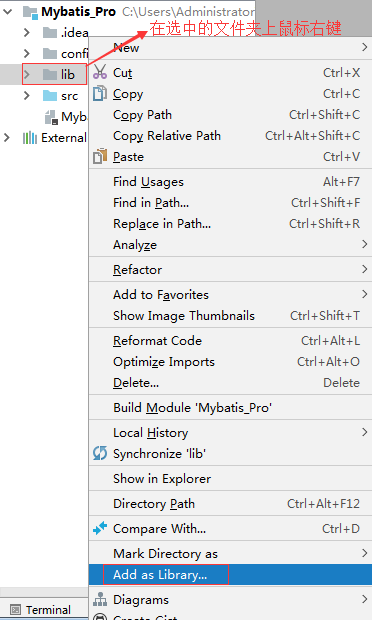 Mybatis_Pro C:\Users\Administrator
在选中的文件夹上鼠标右键
.idea
New
confi
Cut Ctrl+X
lib
Copy Ctrl+C
src
Copy Path Ctrl+Shift+C
Myba
Copy Relative Path Ctrl+Alt+Shift+C
External
Paste Ctrl+V
Find Usages Alt+F7
Find in Path... Ctrl+Shift+F
Replace in Path... Ctrl+Shift+R
Analyze
Refactor
Add to Favorites
Show Image Thumbnails Ctrl+Shift+T
Reformat Code Ctrl+Alt+L
Optimize Imports Ctrl+Alt+O
Delete... Delete
Build Module 'Mybatis_Pro'
Local History
Synchronize 'lib'
Show in Explorer
Directory Path Ctrl+Alt+F12
Compare With... Ctrl+D
Mark Directory as
Add as Library...
Diagrams
Terminal
Create Gist...